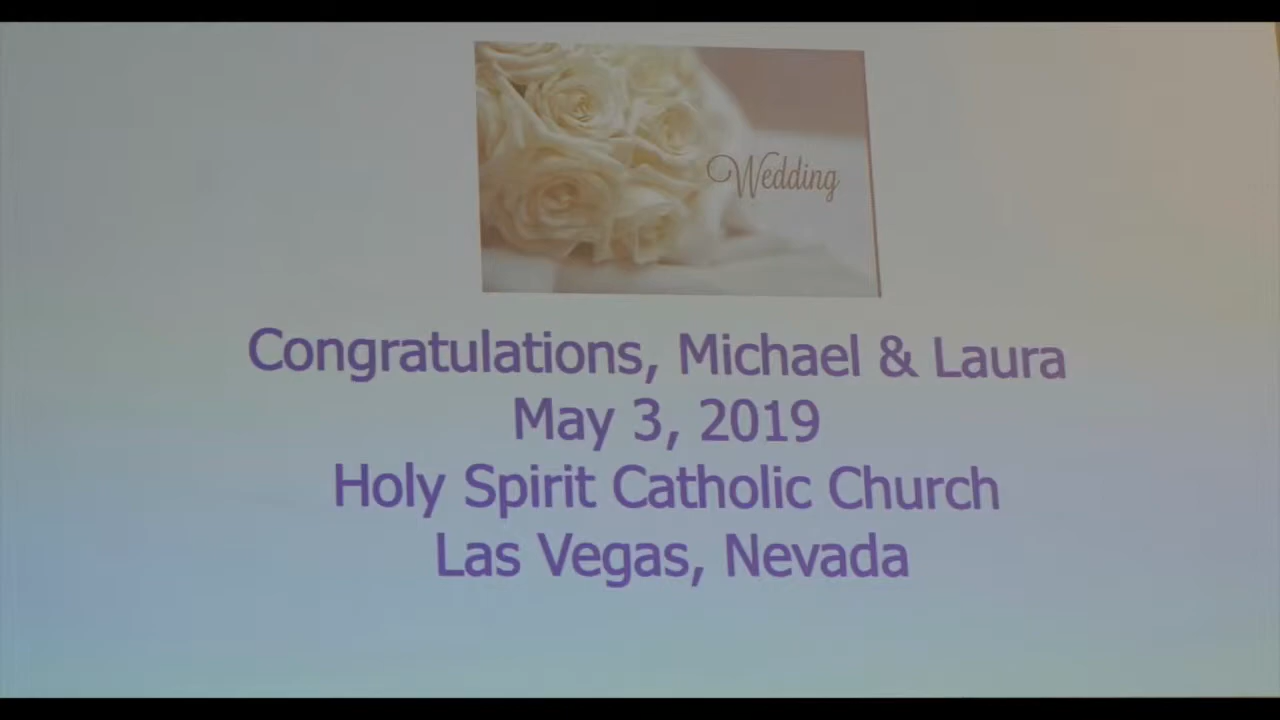 Wedding
Congratulations, Michael & Laura
May 3, 2019
Holy Spirit Catholic Church
Las Vegas, Nevada